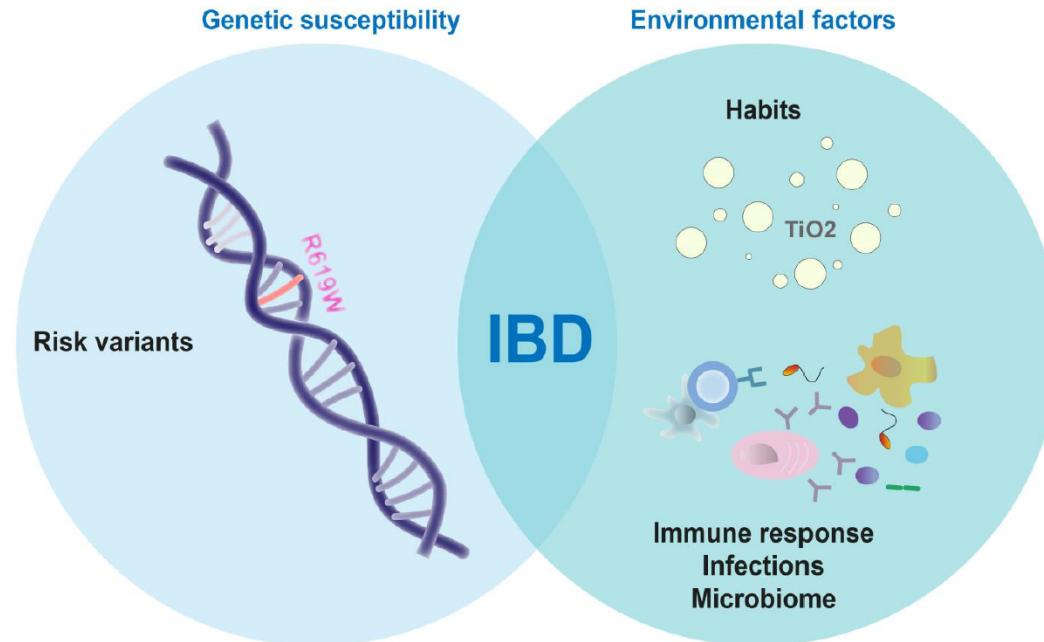 Genetic susceptibility
Environmental factors
Habits
TiO2
R619W
Risk variants
IBD
Immune response
Infections
Microbiome